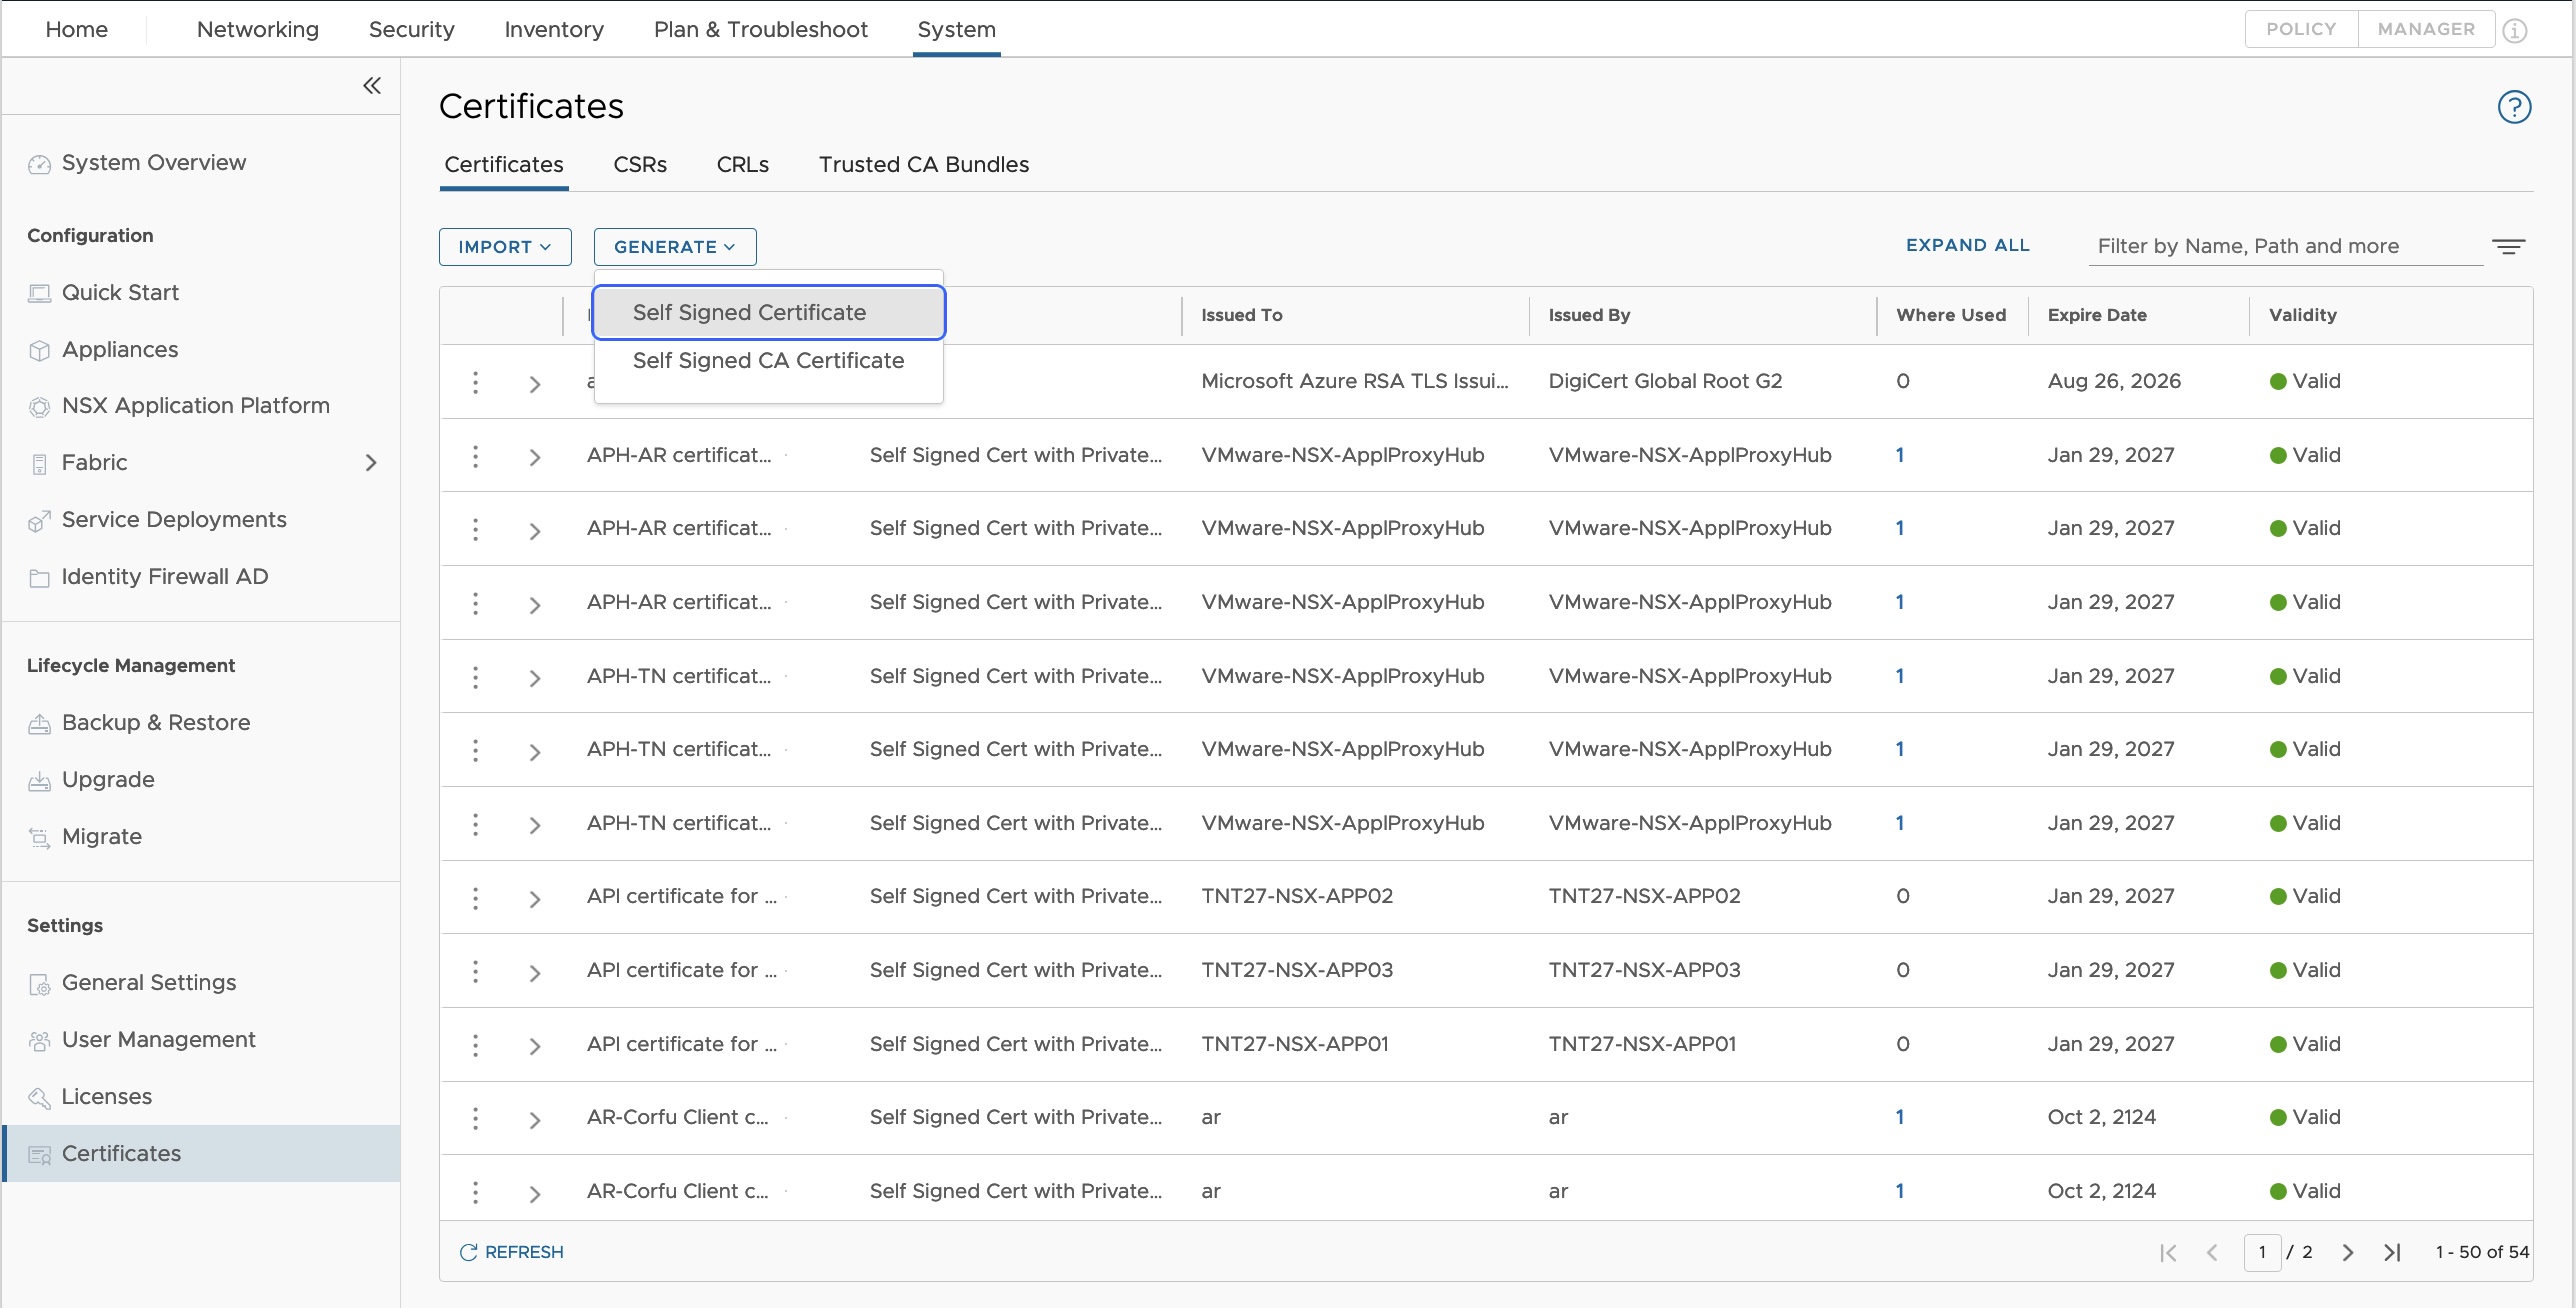 Home Networking Security Inventory Plan & Troubleshoot System POLICY MANAGER
System Overview
Configuration
Quick Start
Appliances
NSX Application Platform
Fabric
Service Deployments
Identity Firewall AD
Lifecycle Management
Backup & Restore
Upgrade
Migrate
Settings
General Settings
User Management
Licenses
Certificates
Certificates
Certificates CSRs CRLs Trusted CA Bundles
IMPORT GENERATE EXPAND ALL Filter by Name, Path and more
Self Signed Certificate
Self Signed CA Certificate
Issued To Issued By Where Used Expire Date Validity
Microsoft Azure RSA TLS Issui... DigiCert Global Root G2 0 Aug 26, 2026 Valid
APH-AR certificat... Self Signed Cert with Private... VMware-NSX-ApplProxyHub VMware-NSX-ApplProxyHub 1 Jan 29, 2027 Valid
APH-AR certificat... Self Signed Cert with Private... VMware-NSX-ApplProxyHub VMware-NSX-ApplProxyHub 1 Jan 29, 2027 Valid
APH-AR certificat... Self Signed Cert with Private... VMware-NSX-ApplProxyHub VMware-NSX-ApplProxyHub 1 Jan 29, 2027 Valid
APH-TN certificat... Self Signed Cert with Private... VMware-NSX-ApplProxyHub VMware-NSX-ApplProxyHub 1 Jan 29, 2027 Valid
APH-TN certificat... Self Signed Cert with Private... VMware-NSX-ApplProxyHub VMware-NSX-ApplProxyHub 1 Jan 29, 2027 Valid
APH-TN certificat... Self Signed Cert with Private... VMware-NSX-ApplProxyHub VMware-NSX-ApplProxyHub 1 Jan 29, 2027 Valid
API certificate for ... Self Signed Cert with Private... TNT27-NSX-APP02 TNT27-NSX-APP02 0 Jan 29, 2027 Valid
API certificate for ... Self Signed Cert with Private... TNT27-NSX-APP03 TNT27-NSX-APP03 0 Jan 29, 2027 Valid
API certificate for ... Self Signed Cert with Private... TNT27-NSX-APP01 TNT27-NSX-APP01 0 Jan 29, 2027 Valid
AR-Corfu Client c... Self Signed Cert with Private... ar ar 1 Oct 2, 2124 Valid
AR-Corfu Client c... Self Signed Cert with Private... ar ar 1 Oct 2, 2124 Valid
REFRESH 1 / 2 1 - 50 of 54